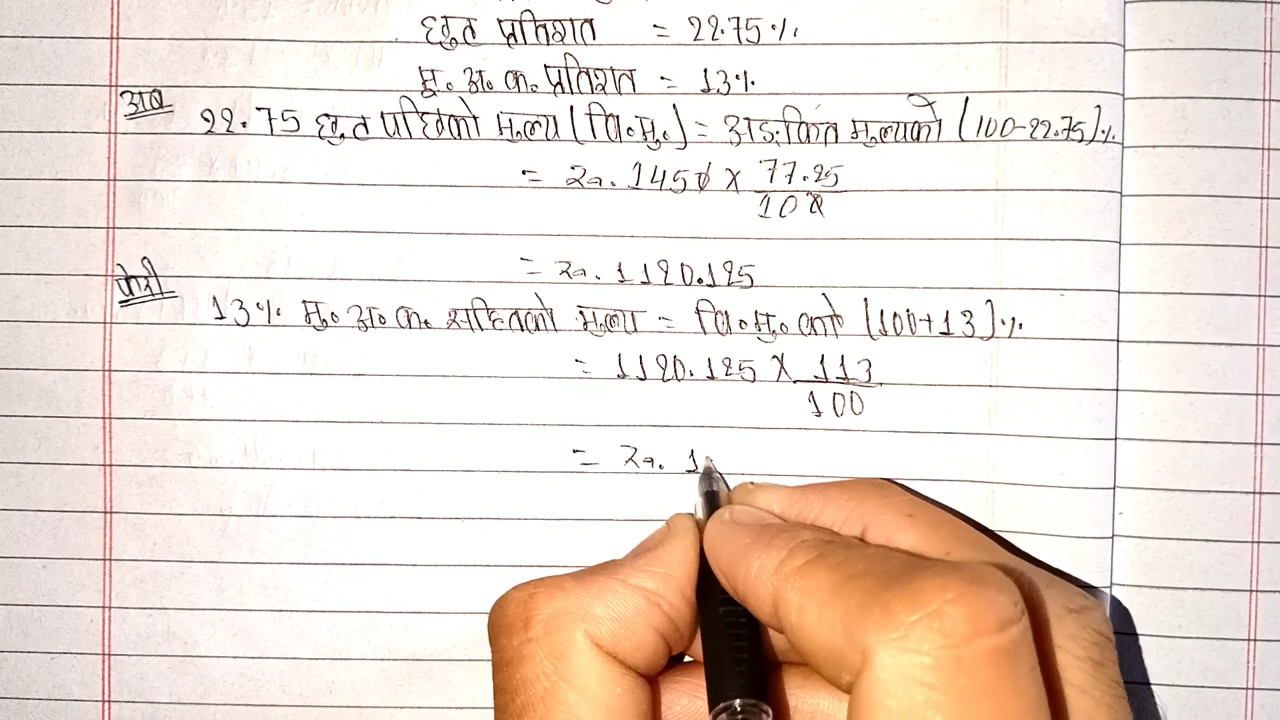 छुट प्रतिशत = 22.75%
मु. अ. क. प्रतिशत = 13%
अब
22.75 छुट पछिको मुल्य (वि.मु.) = अङ्कित मुल्यको (100-22.75)%
= रु. 1450 × 77.25/100
= रु. 1120.125
फेरी
13% मु. अ. क. सहितको मुल्य = वि.मु. को (100+13)%
= 1120.125 × 113/100
= रु. 1